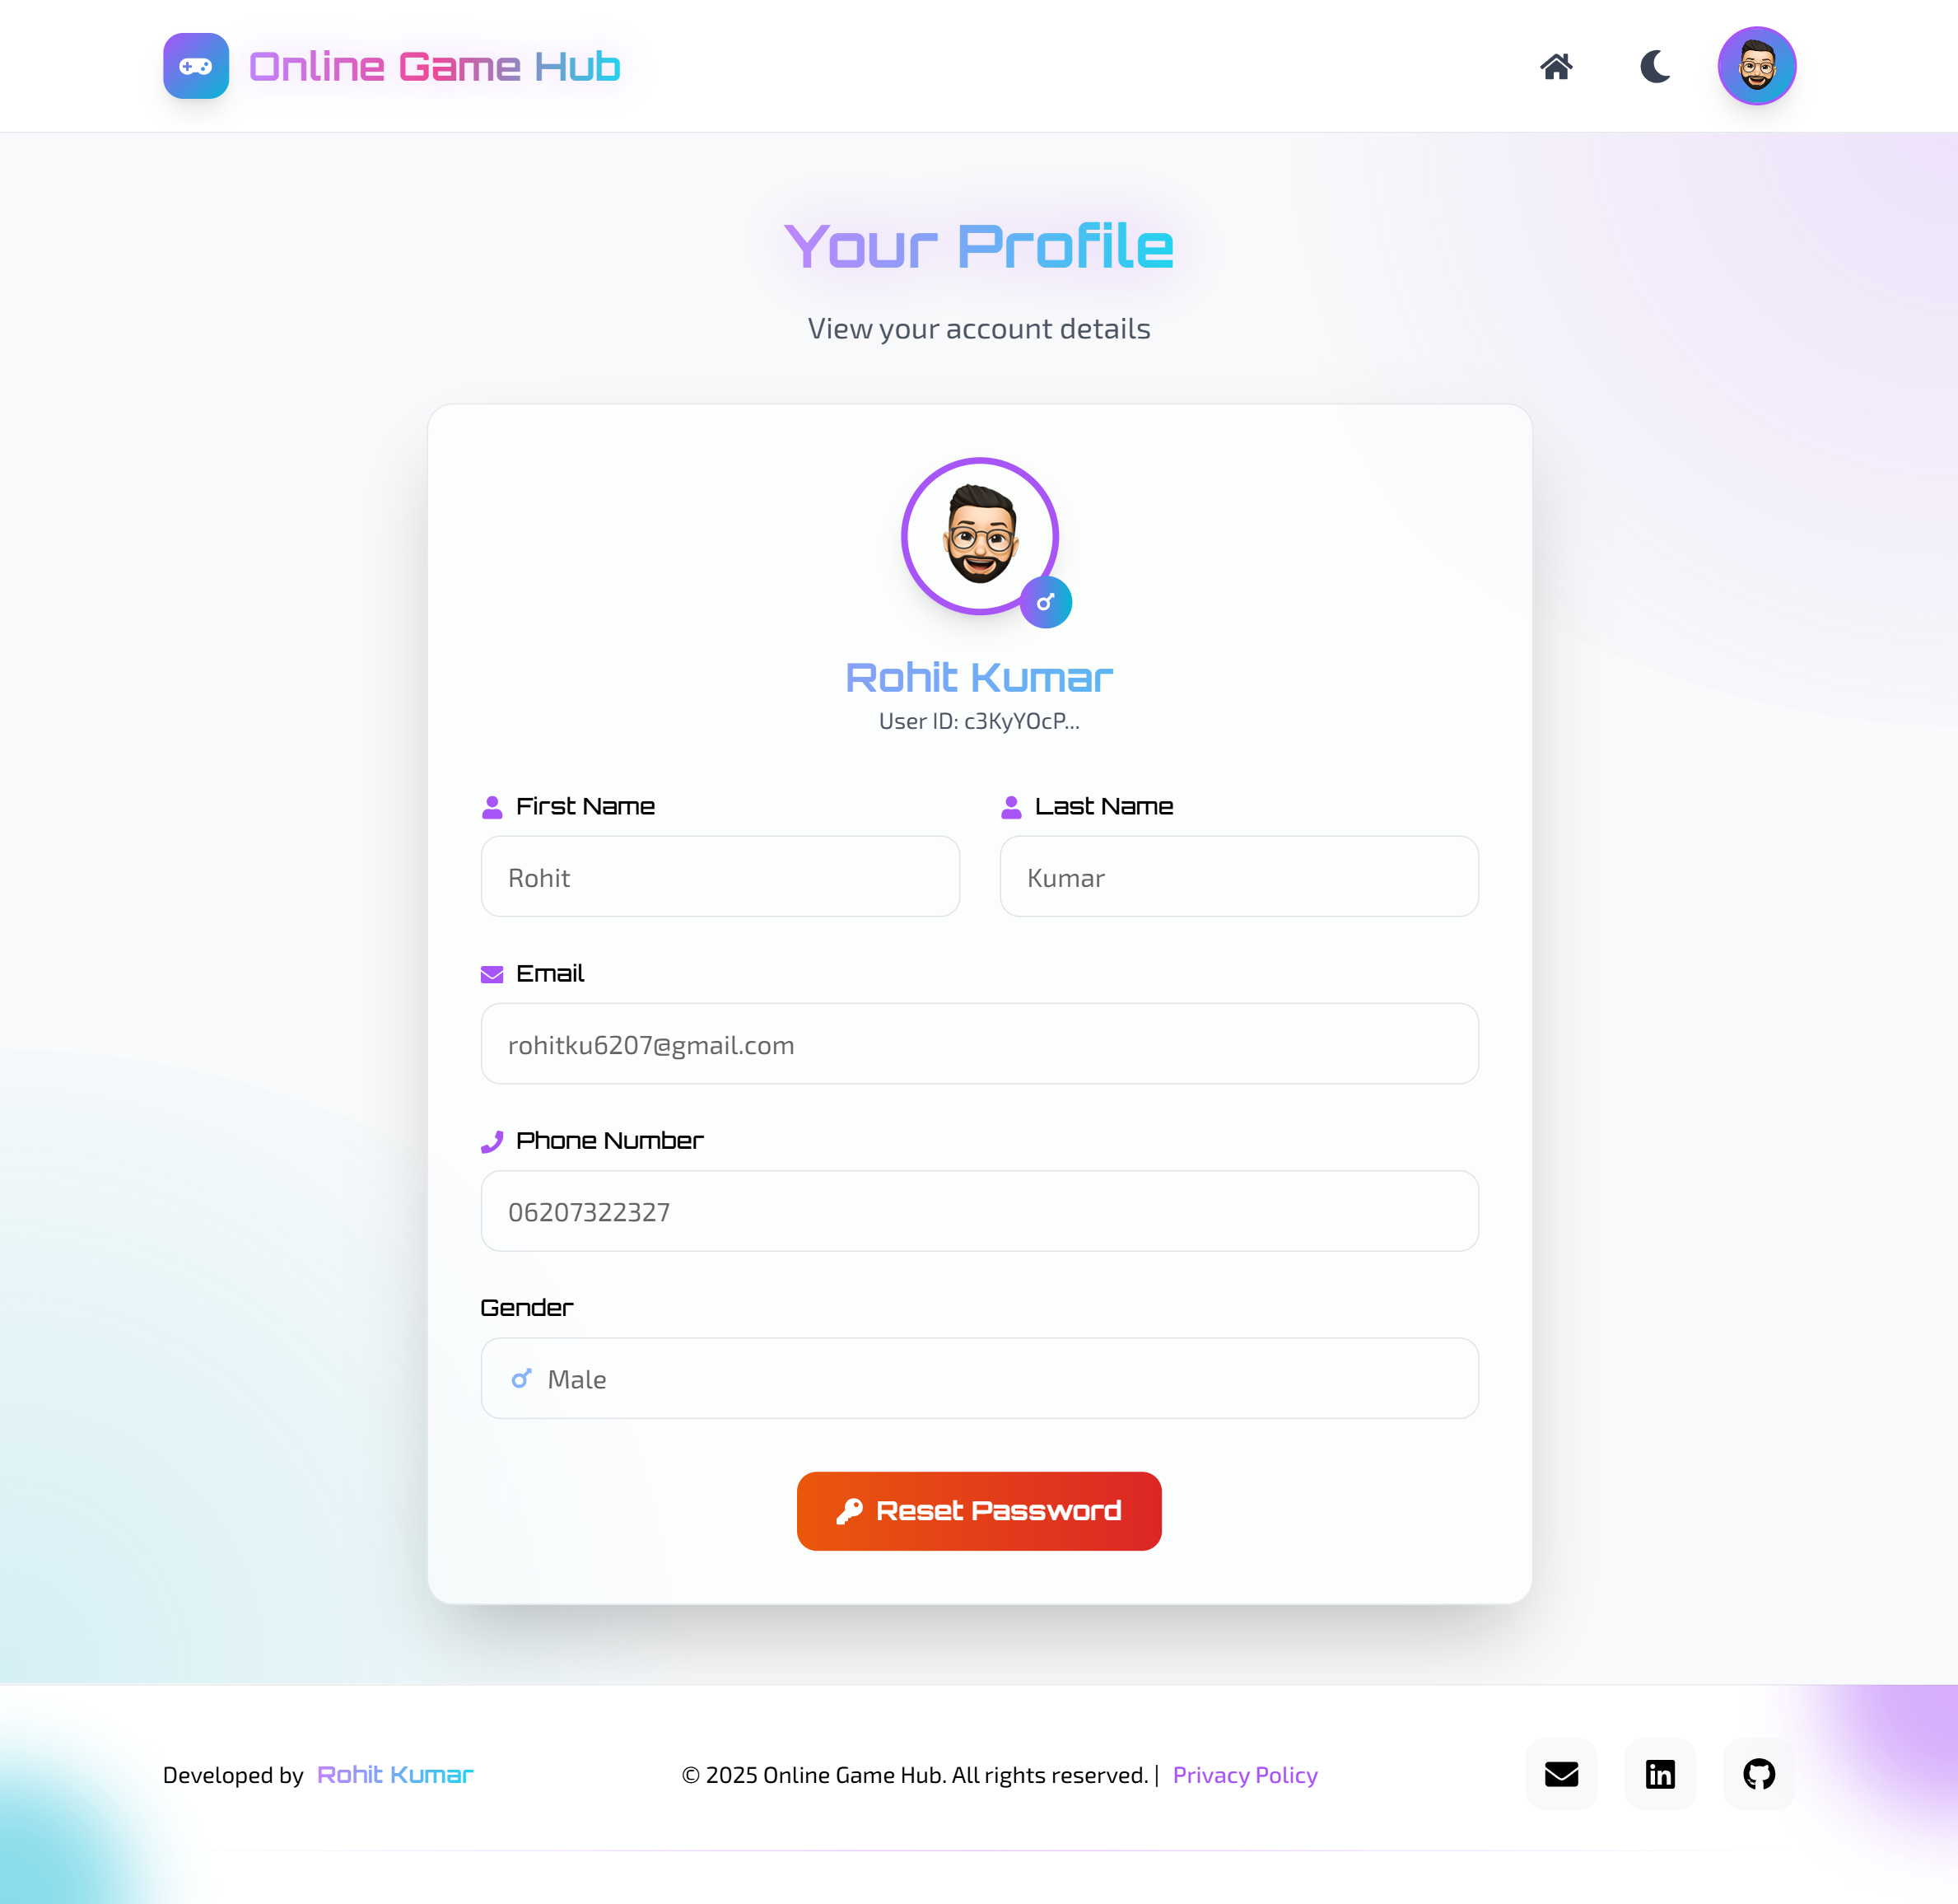 Online Game Hub
Your Profile
View your account details
Rohit Kumar
User ID: c3KyYOcP...
First Name
Last Name
Rohit
Kumar
Email
rohitku6207@gmail.com
Phone Number
06207322327
Gender
Male
Reset Password
Developed by Rohit Kumar
© 2025 Online Game Hub. All rights reserved. | Privacy Policy